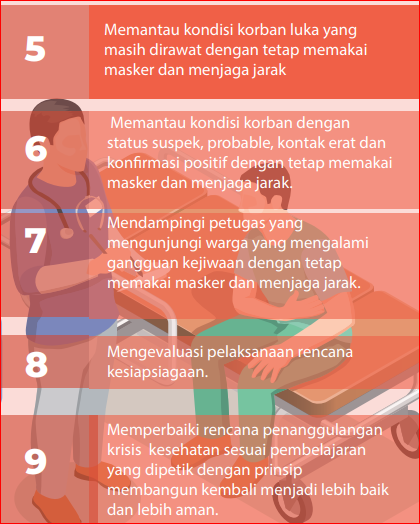 5
Memantau kondisi korban luka yang
masih dirawat dengan tetap memakai
masker dan menjaga jarak
6
Memantau kondisi korban dengan
status suspek, probable, kontak erat dan
konfirmasi positif dengan tetap memakai
masker dan menjaga jarak.
7
Mendampingi petugas yang
mengunjungi warga yang mengalami
gangguan kejiwaan dengan tetap
memakai masker dan menjaga jarak.
8
Mengevaluasi pelaksanaan rencana
kesiapsiagaan.
9
Memperbaiki rencana penanggulangan
krisis kesehatan sesuai pembelajaran
yang dipetik dengan prinsip
membangun kembali menjadi lebih baik
dan lebih aman.